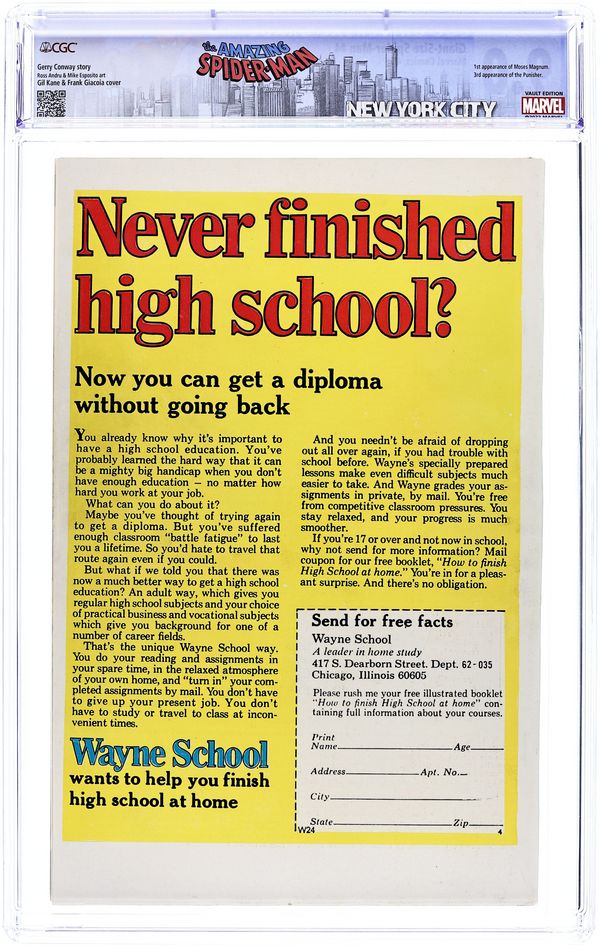 CGC
Gerry Conway story
Ross Andru & Mike Esposito art
Gil Kane & Frank Giacoia cover
the AMAZING
SPIDER-MAN
NEW YORK CITY
1st appearance of Moses Magnum.
3rd appearance of the Punisher.
VAULT EDITION
MARVEL
Never finished
high school?
Now you can get a diploma
without going back
You already know why it's important to
have a high school education. You've
probably learned the hard way that it can
be a mighty big handicap when you don't
have enough education – no matter how
hard you work at your job.
What can you do about it?
Maybe you've thought of trying again
to get a diploma. But you've suffered
enough classroom "battle fatigue" to last
you a lifetime. So you'd hate to travel that
route again even if you could.
But what if we told you that there was
now a much better way to get a high school
education? An adult way, which gives you
regular high school subjects and your choice
of practical business and vocational subjects
which give you background for one of a
number of career fields.
That's the unique Wayne School way.
You do your reading and assignments in
your spare time, in the relaxed atmosphere
of your own home, and "turn in" your com-
pleted assignments by mail. You don't have
to give up your present job. You don't
have to study or travel to class at incon-
venient times.
Wayne School
wants to help you finish
high school at home
And you needn't be afraid of dropping
out all over again, if you had trouble with
school before. Wayne's specially prepared
lessons make even difficult subjects much
easier to take. And Wayne grades your as-
signments in private, by mail. You're free
from competitive classroom pressures. You
stay relaxed, and your progress is much
smoother.
If you're 17 or over and not now in school,
why not send for more information? Mail
coupon for our free booklet, "How to finish
High School at home." You're in for a pleas-
ant surprise. And there's no obligation.
Send for free facts
Wayne School
A leader in home study
417 S. Dearborn Street. Dept. 62-035
Chicago, Illinois 60605
Please rush me your free illustrated booklet
"How to finish High School at home" con-
taining full information about your courses.
Print
Name Age
Address Apt. No.
City
State Zip
W24 4